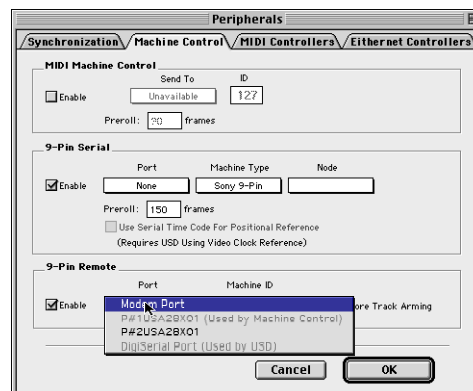 Peripherals
Synchronization Machine Control MIDI Controllers Eithernet Controllers
MIDI Machine Control
Send To ID
Enable Unavailable 127
Preroll: frames
9-Pin Serial
Port Machine Type Node
Enable None Sony 9-Pin
Preroll: 150 frames
Use Serial Time Code For Positional Reference
(Requires USD Using Video Clock Reference)
9-Pin Remote
Port Machine ID
Enable Modem Port ore Track Arming
P#1USA28X01 (Used by Machine Control)
P#2USA28X01
DigiSerial Port (Used by USD)
Cancel OK